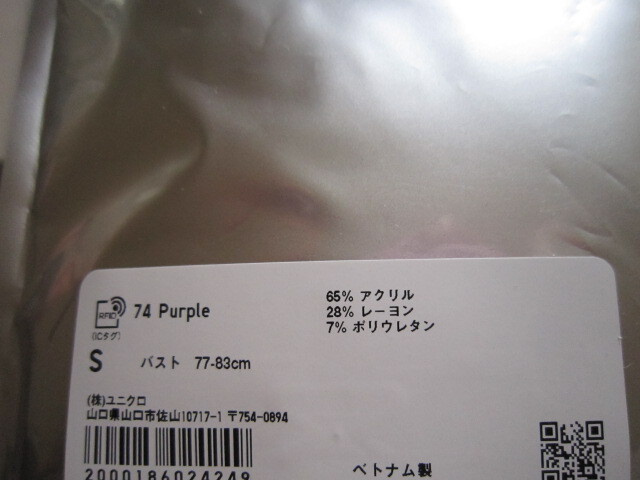 RFID
74 Purple
(ICタグ)
65% アクリル
28% レーヨン
7% ポリウレタン
S バスト 77-83cm
(株)ユニクロ
山口県山口市佐山10717-1 〒754-0894
2000186024249
ベトナム製